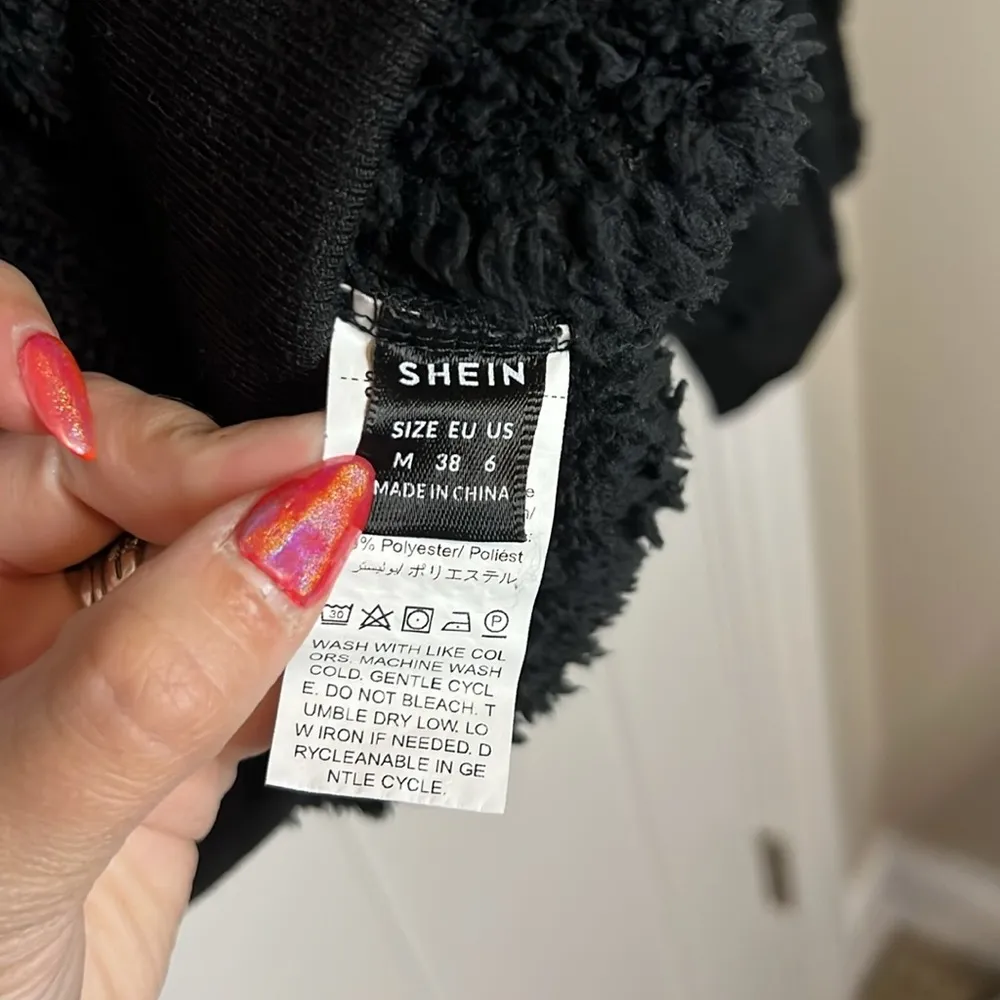 SHEIN
SIZE EU US
M 38 6
MADE IN CHINA
% Polyester/ Poliést
بوليستر/ ポリエステル
30
P
WASH WITH LIKE COL
ORS. MACHINE WASH
COLD. GENTLE CYCL
E. DO NOT BLEACH. T
UMBLE DRY LOW. LO
W IRON IF NEEDED. D
RYCLEANABLE IN GE
NTLE CYCLE.